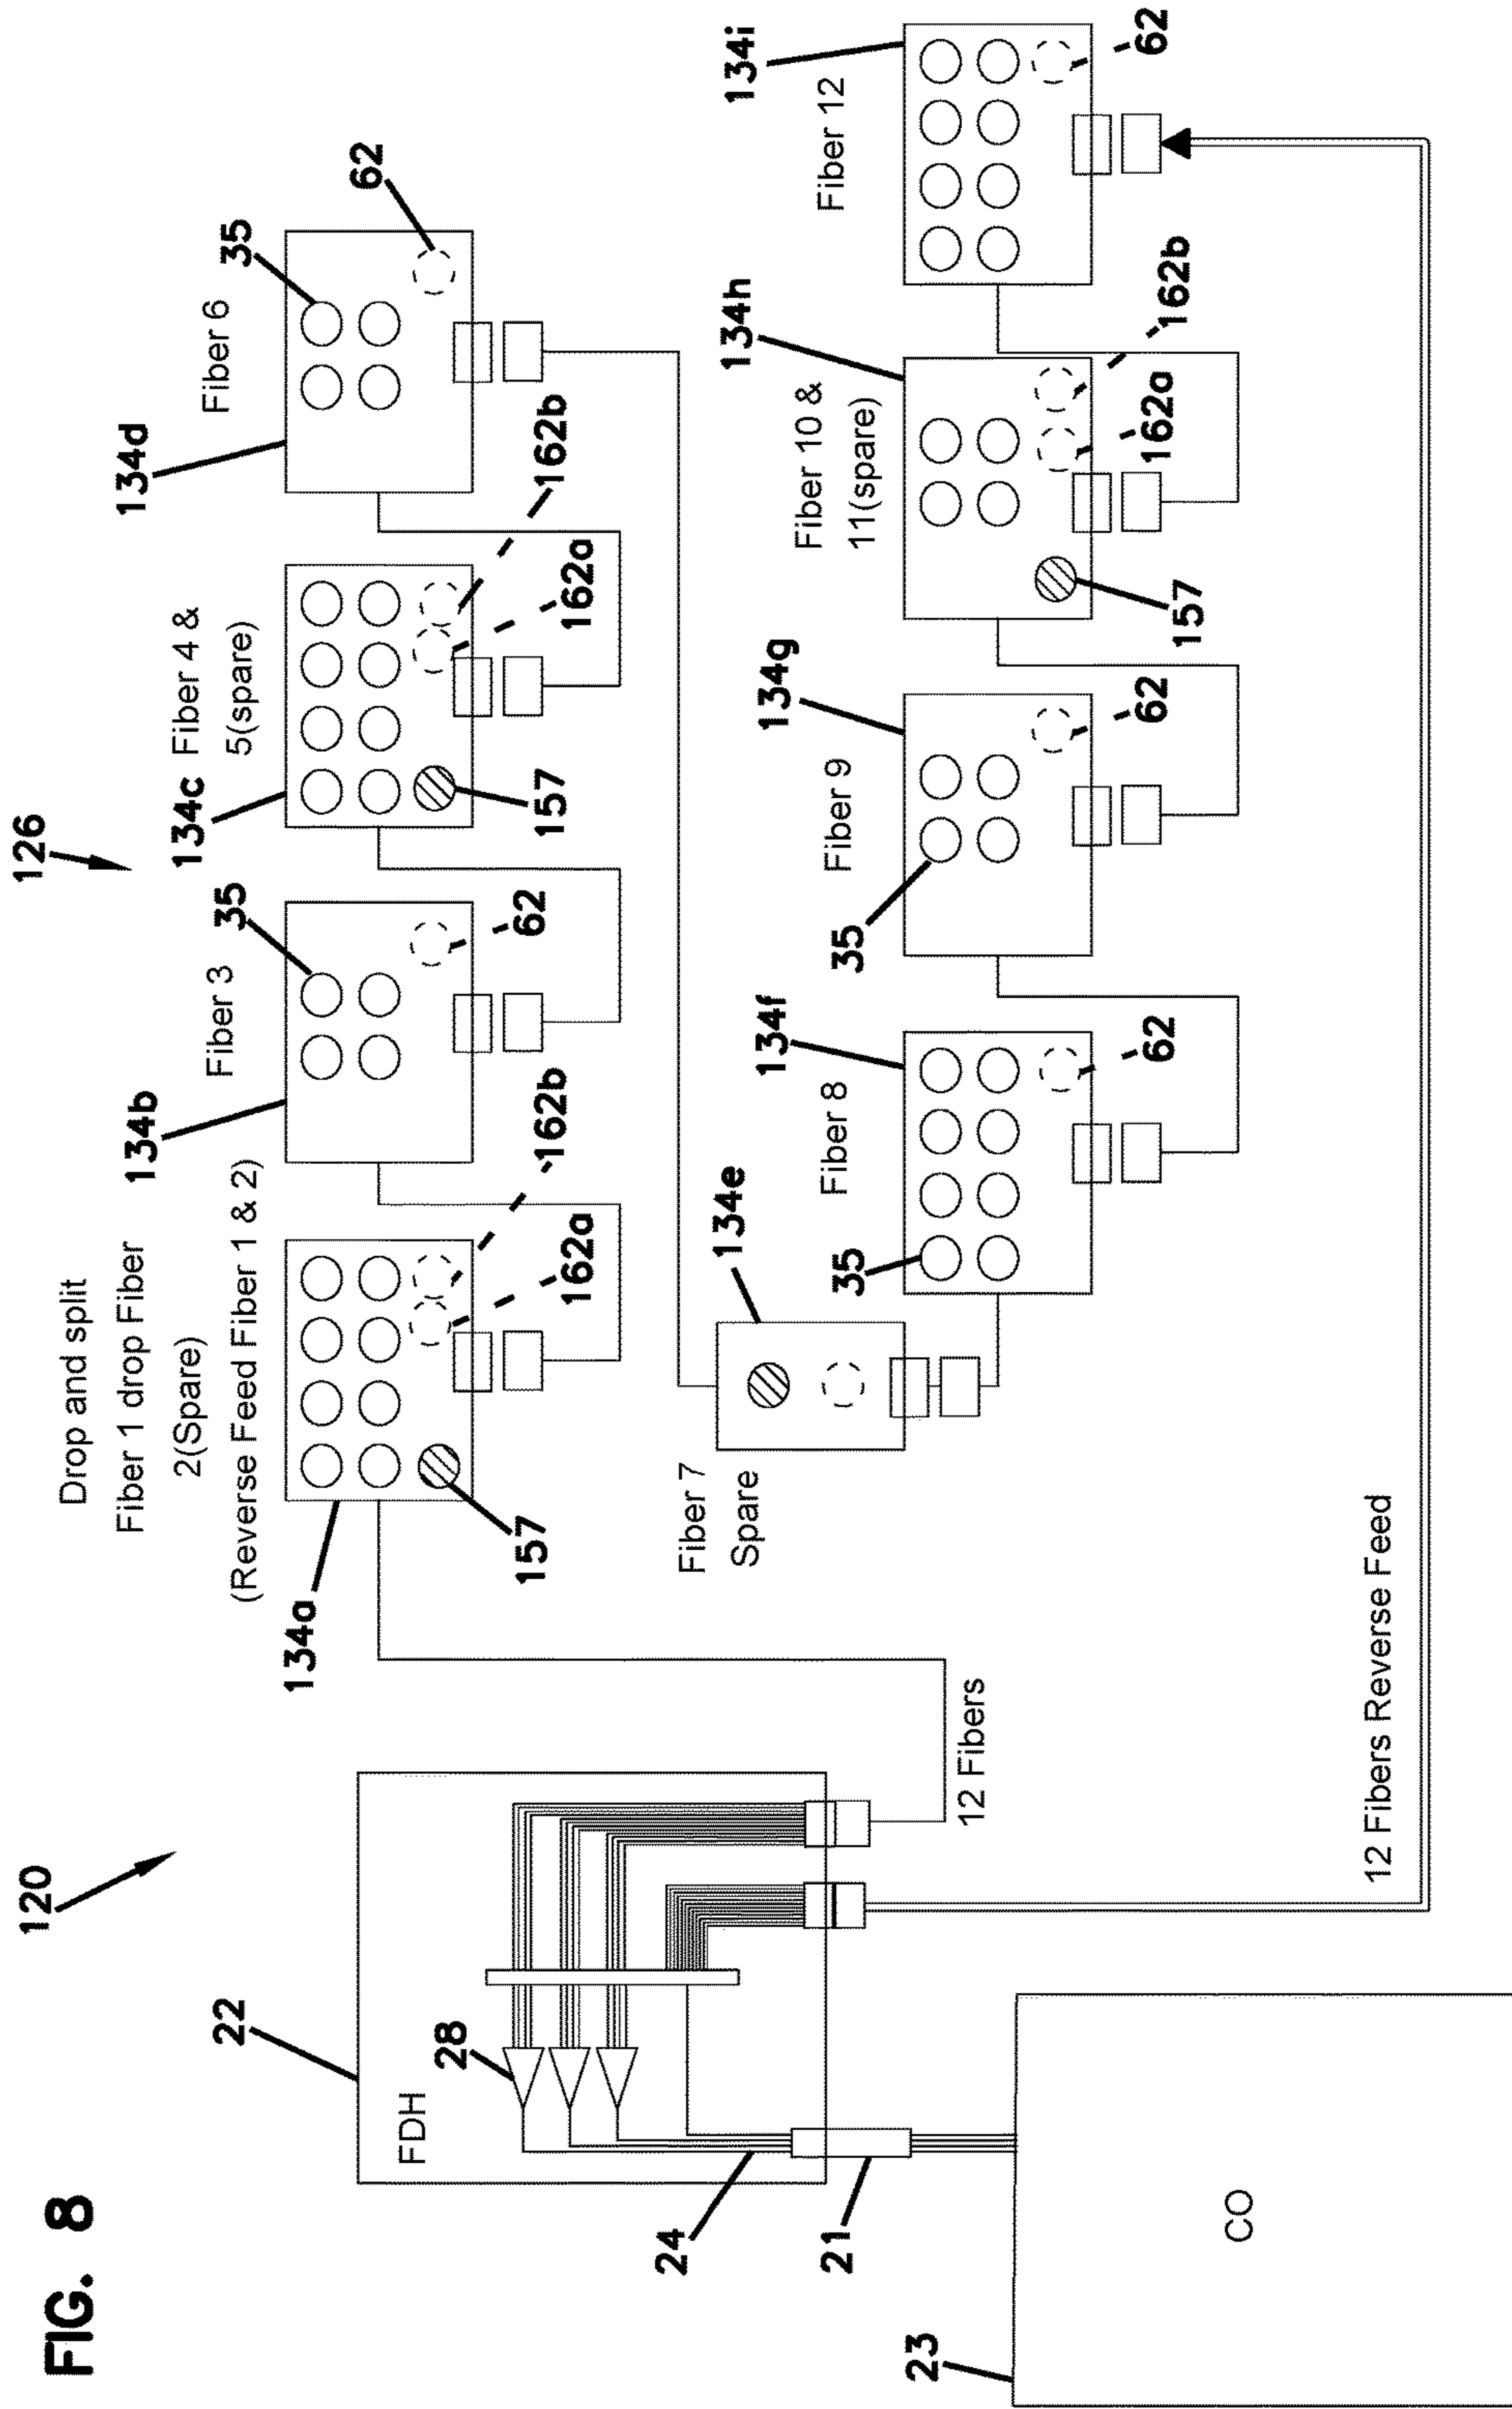 FIG. 8
120
126
22
FDH
28
24
21
23
CO
12 Fibers
12 Fibers Reverse Feed
Drop and split
Fiber 1 drop Fiber
2(Spare)
(Reverse Feed Fiber 1 & 2)
134a
157
162a
162b
Fiber 3
134b
35
62
Fiber 4 &
5(spare)
134c
157
162a
162b
Fiber 6
134d
35
62
Fiber 7
Spare
134e
Fiber 8
134f
35
62
Fiber 9
134g
35
62
Fiber 10 &
11(spare)
134h
157
162a
162b
Fiber 12
134i
62